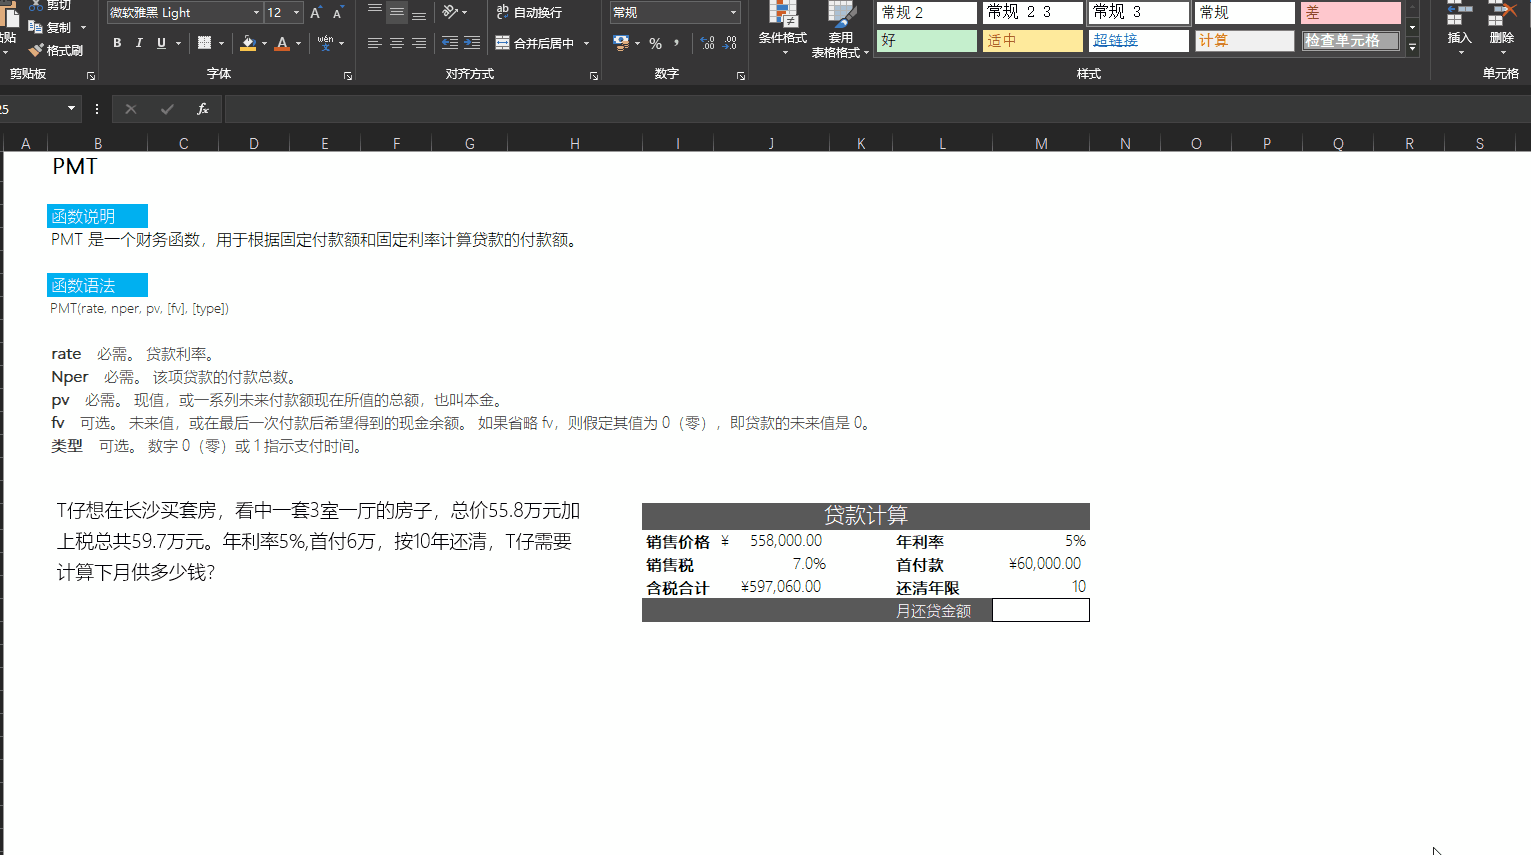 剪切
微软雅黑 Light 12 A A ab 自动换行 常规
常规 2 常规 2 3 常规 3 常规 差
复制
格式刷 B I U A wén 文 合并后居中 % , .00 .00
条件格式 套用
表格格式
好 适中 超链接 计算 检查单元格
插入 删除
剪贴板 字体 对齐方式 数字 样式 单元格
25 fx
A B C D E F G H I J K L M N O P Q R S
PMT
函数说明
PMT 是一个财务函数，用于根据固定付款额和固定利率计算贷款的付款额。
函数语法
PMT(rate, nper, pv, [fv], [type])
rate 必需。 贷款利率。
Nper 必需。 该项贷款的付款总数。
pv 必需。 现值，或一系列未来付款额现在所值的总额，也叫本金。
fv 可选。 未来值，或在最后一次付款后希望得到的现金余额。 如果省略 fv，则假定其值为 0（零），即贷款的未来值是 0。
类型 可选。 数字 0（零）或 1 指示支付时间。
T仔想在长沙买套房，看中一套3室一厅的房子，总价55.8万元加
上税总共59.7万元。年利率5%,首付6万，按10年还清，T仔需要
计算下月供多少钱？
贷款计算
销售价格 ¥ 558,000.00 年利率 5%
销售税 7.0% 首付款 ¥60,000.00
含税合计 ¥597,060.00 还清年限 10
月还贷金额